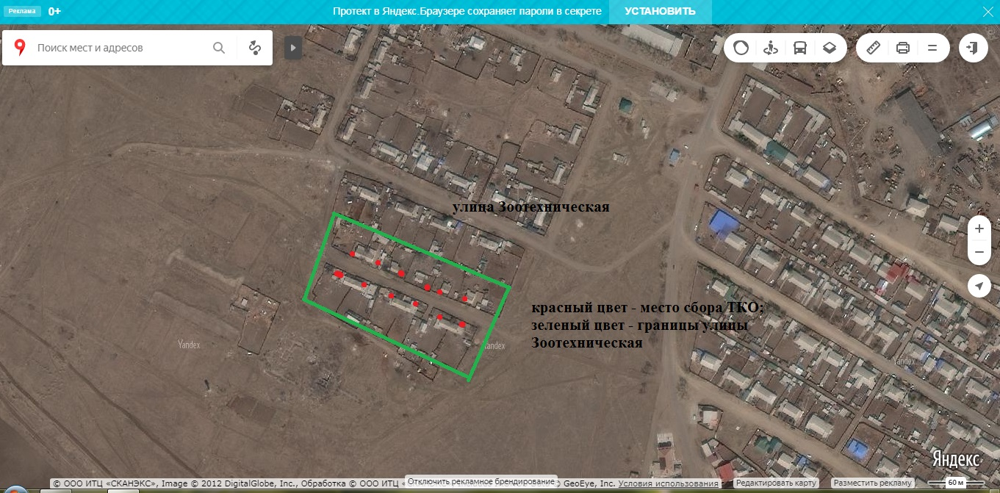 Реклама
0+
Протект в Яндекс.Браузере сохраняет пароли в секрете
УСТАНОВИТЬ
Поиск мест и адресов
улица Зоотехническая
красный цвет - место сбора ТКО;
зеленый цвет - границы улицы
Зоотехническая
Yandex
Yandex
Yandex
Яндекс
© ООО ИТЦ «СКАНЭКС», Image © 2012 DigitalGlobe, Inc., Обработка © ООО ИТЦ «
Отключить рекламное брендирование
© GeoEye, Inc. Условия использования
Редактировать карту
Разместить рекламу
60 м